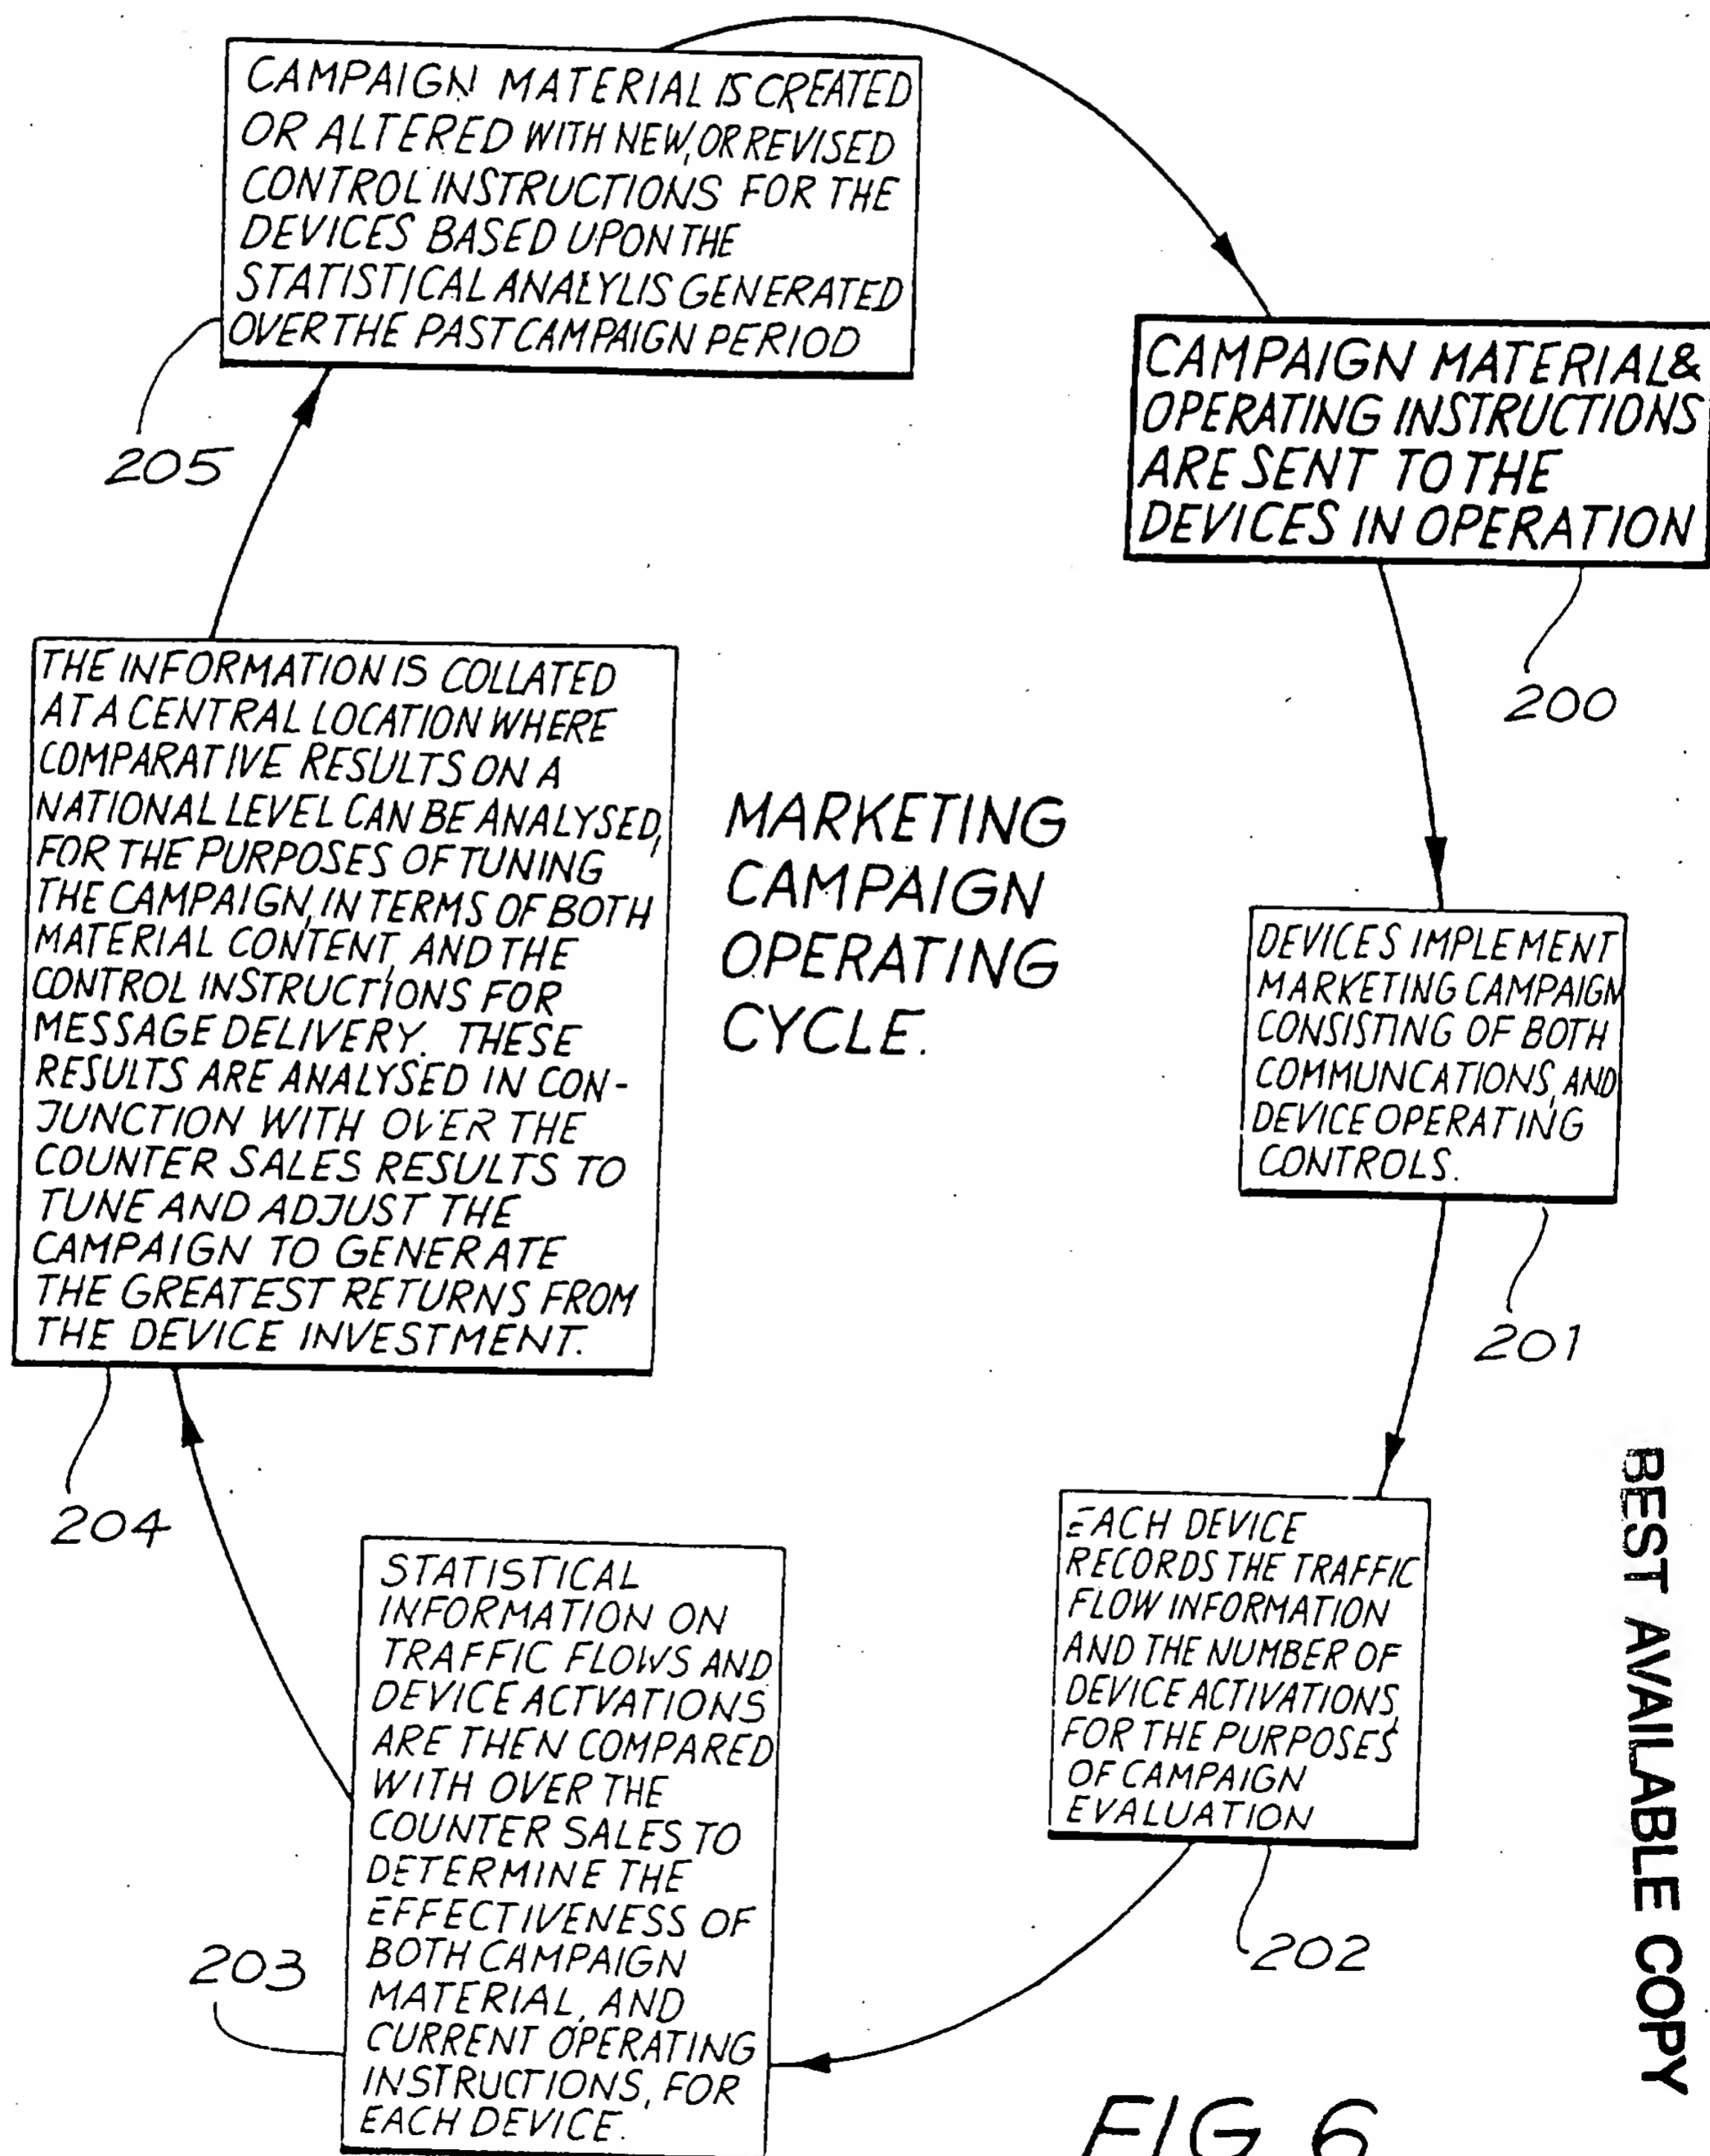 CAMPAIGN MATERIAL IS CREATED
OR ALTERED WITH NEW, OR REVISED
CONTROL INSTRUCTIONS FOR THE
DEVICES BASED UPON THE
STATISTICAL ANALYLIS GENERATED
OVER THE PAST CAMPAIGN PERIOD
205
CAMPAIGN MATERIAL &
OPERATING INSTRUCTIONS
ARE SENT TO THE
DEVICES IN OPERATION
200
THE INFORMATION IS COLLATED
AT A CENTRAL LOCATION WHERE
COMPARATIVE RESULTS ON A
NATIONAL LEVEL CAN BE ANALYSED,
FOR THE PURPOSES OF TUNING
THE CAMPAIGN, IN TERMS OF BOTH
MATERIAL CONTENT, AND THE
CONTROL INSTRUCTIONS FOR
MESSAGE DELIVERY. THESE
RESULTS ARE ANALYSED IN CON-
JUNCTION WITH OVER THE
COUNTER SALES RESULTS TO
TUNE AND ADJUST THE
CAMPAIGN TO GENERATE
THE GREATEST RETURNS FROM
THE DEVICE INVESTMENT.
204
MARKETING
CAMPAIGN
OPERATING
CYCLE.
DEVICES IMPLEMENT
MARKETING CAMPAIGN
CONSISTING OF BOTH
COMMUNCATIONS, AND
DEVICE OPERATING
CONTROLS.
201
EACH DEVICE
RECORDS THE TRAFFIC
FLOW INFORMATION
AND THE NUMBER OF
DEVICE ACTIVATIONS,
FOR THE PURPOSES
OF CAMPAIGN
EVALUATION
202
STATISTICAL
INFORMATION ON
TRAFFIC FLOWS AND
DEVICE ACTVATIONS
ARE THEN COMPARED
WITH OVER THE
COUNTER SALES TO
DETERMINE THE
EFFECTIVENESS OF
BOTH CAMPAIGN
MATERIAL, AND
CURRENT OPERATING
INSTRUCTIONS, FOR
EACH DEVICE.
203
FIG 6
BEST AVAILABLE COPY